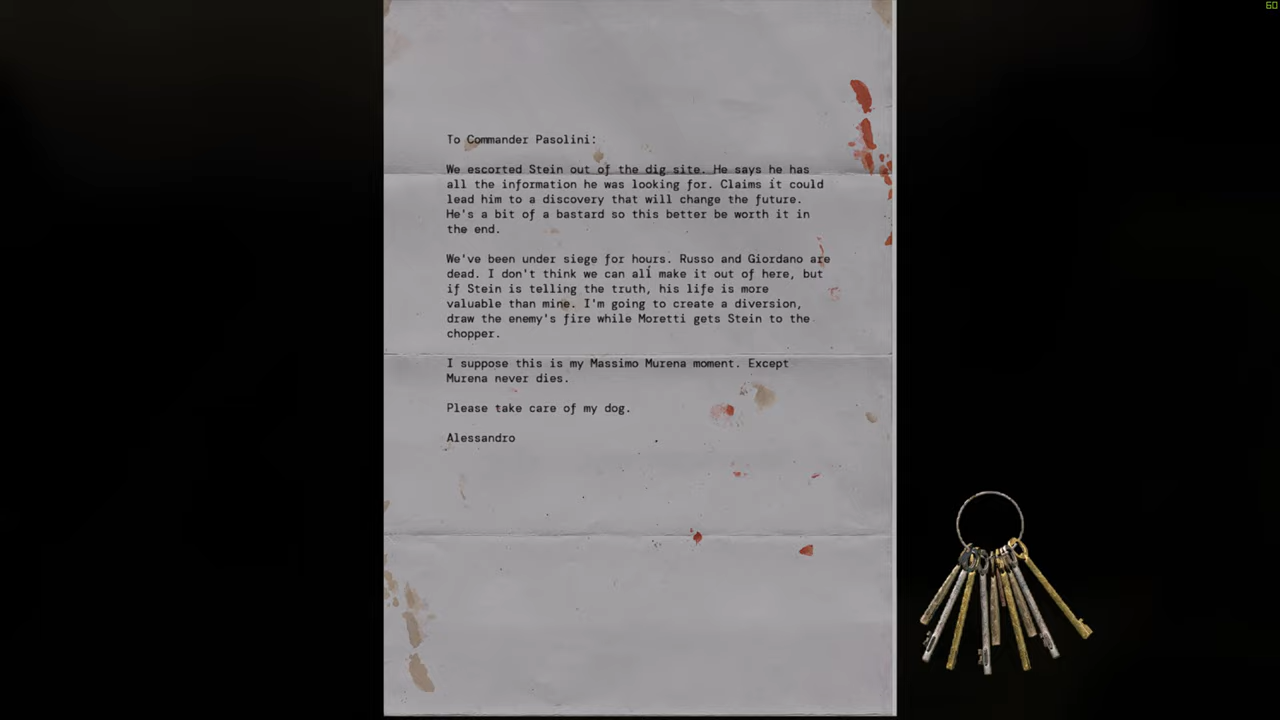 60
To Commander Pasolini:
We escorted Stein out of the dig site. He says he has
all the information he was looking for. Claims it could
lead him to a discovery that will change the future.
He's a bit of a bastard so this better be worth it in
the end.
We've been under siege for hours. Russo and Giordano are
dead. I don't think we can all make it out of here, but
if Stein is telling the truth, his life is more
valuable than mine. I'm going to create a diversion,
draw the enemy's fire while Moretti gets Stein to the
chopper.
I suppose this is my Massimo Murena moment. Except
Murena never dies.
Please take care of my dog.
Alessandro